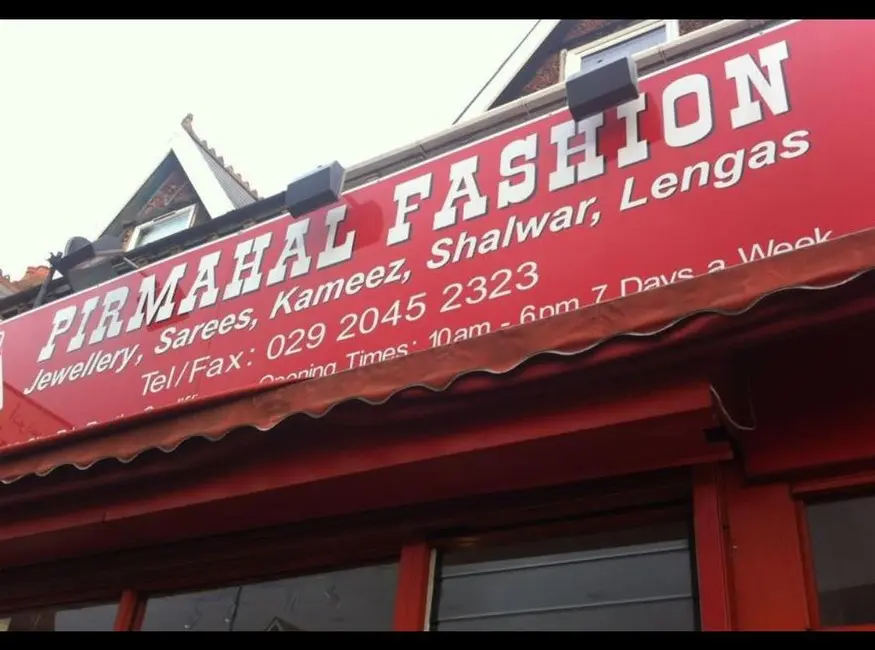 PIRMAHAL FASHION
Jewellery, Sarees, Kameez, Shalwar, Lengas
Tel/Fax: 029 2045 2323
Opening Times: 10am - 6pm 7 Days a Week